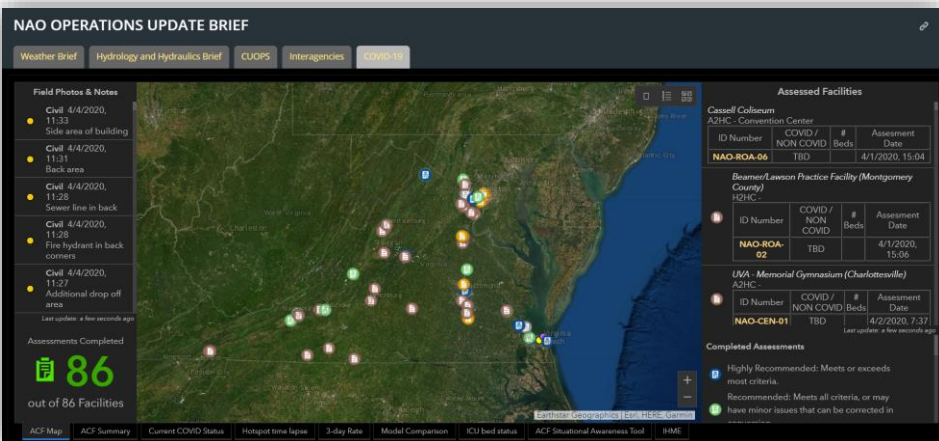 NAO OPERATIONS UPDATE BRIEF
Weather Brief
Hydrology and Hydraulics Brief
CUOPS
Interagencies
COVID-19
Field Photos & Notes
Civil 4/4/2020,
11:33
Side area of building
Civil 4/4/2020,
11:31
Back area
Civil 4/4/2020,
11:28
Sewer line in back
Civil 4/4/2020,
11:28
Fire hydrant in back
corners
Civil 4/4/2020,
11:27
Additional drop off
area
Last update: a few seconds ago
Assessments Completed
86
out of 86 Facilities
West Virginia
Charleston
Virginia
Richmond
Virginia
Earthstar Geographics | Esri, HERE, Garmin
+
−
Assessed Facilities
Cassell Coliseum
A2HC - Convention Center
ID Number
COVID /
NON COVID
#
Beds
Assesment
Date
NAO-ROA-06
TBD
4/1/2020, 15:04
Beamer/Lawson Practice Facility (Montgomery
County)
H2HC -
ID Number
COVID /
NON
COVID
#
Beds
Assesment
Date
NAO-ROA-
02
TBD
4/1/2020,
15:06
UVA - Memorial Gymnasium (Charlottesville)
A2HC -
ID Number
COVID /
NON COVID
#
Beds
Assesment
Date
NAO-CEN-01
TBD
4/2/2020, 7:37
Last update: a few seconds ago
Completed Assessments
Highly Recommended: Meets or exceeds
most criteria.
Recommended: Meets all criteria, or may
have minor issues that can be corrected in
ACF Map
ACF Summary
Current COVID Status
Hotspot time lapse
3-day Rate
Model Comparison
ICU bed status
ACF Situational Awareness Tool
IHME